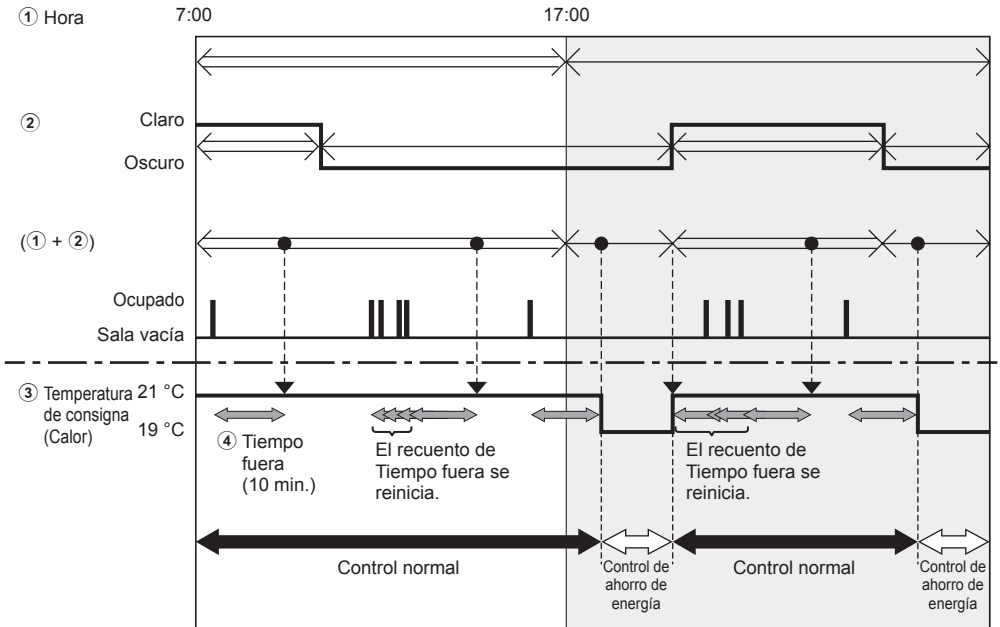 ① Hora 7:00 17:00
② Claro
Oscuro
(① + ②)
Ocupado
Sala vacía
③ Temperatura
de consigna
(Calor)
21 °C
19 °C
④ Tiempo
fuera
(10 min.)
El recuento de
Tiempo fuera se
reinicia.
El recuento de
Tiempo fuera se
reinicia.
Control normal
Control de
ahorro de
energía
Control normal
Control de
ahorro de
energía